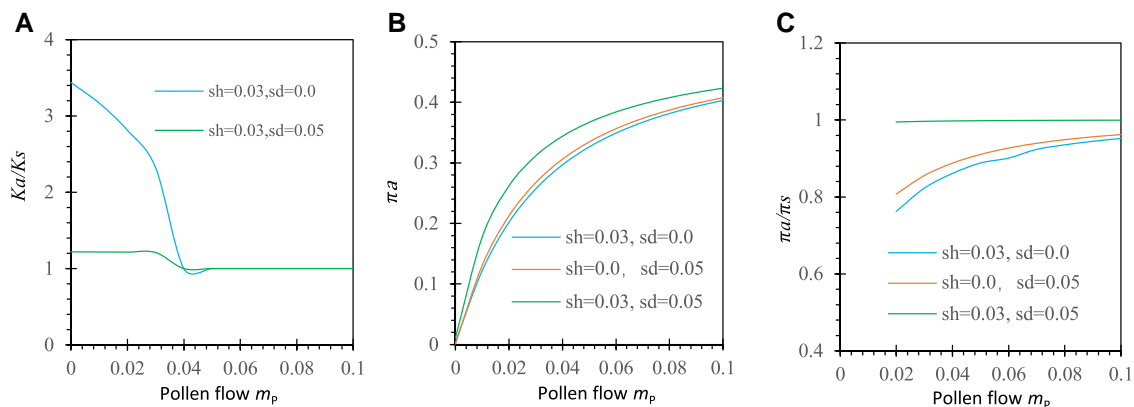 A
Ka/Ks
4
3
2
1
0
sh=0.03,sd=0.0
sh=0.03,sd=0.05
0 0.02 0.04 0.06 0.08 0.1
Pollen flow mP
B
πa
0.5
0.4
0.3
0.2
0.1
0
sh=0.03, sd=0.0
sh=0.0， sd=0.05
sh=0.03, sd=0.05
0 0.02 0.04 0.06 0.08 0.1
Pollen flow mP
C
πa/πs
1.2
1
0.8
0.6
0.4
sh=0.03, sd=0.0
sh=0.0， sd=0.05
sh=0.03, sd=0.05
0 0.02 0.04 0.06 0.08 0.1
Pollen flow mP